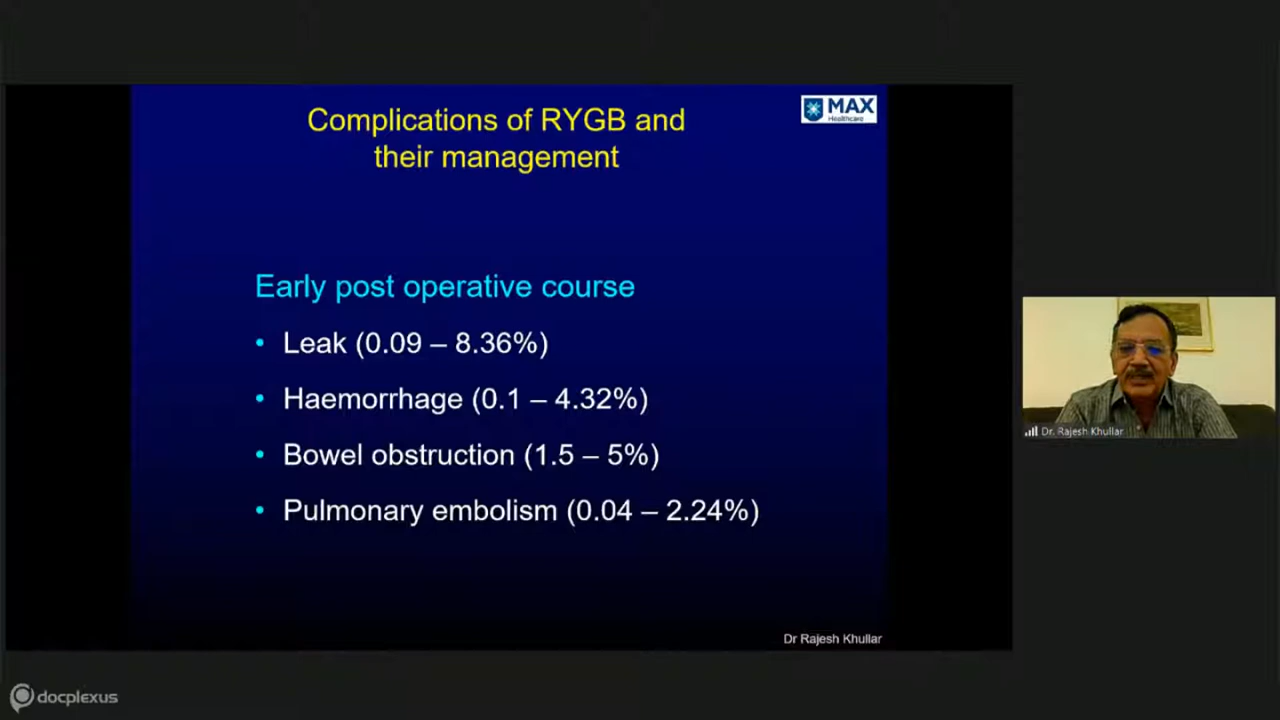 Complications of RYGB and
their management
MAX
Healthcare
Early post operative course
• Leak (0.09 – 8.36%)
• Haemorrhage (0.1 – 4.32%)
• Bowel obstruction (1.5 – 5%)
• Pulmonary embolism (0.04 – 2.24%)
Dr Rajesh Khullar
Dr. Rajesh Khullar
docplexus